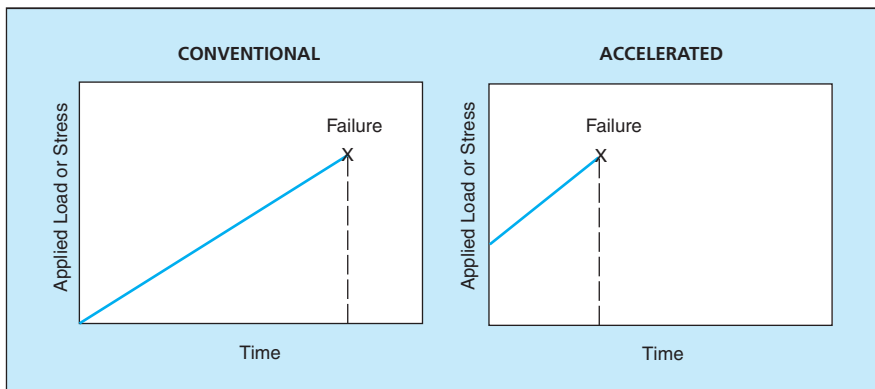 CONVENTIONAL
Applied Load or Stress
Failure
X
Time
ACCELERATED
Applied Load or Stress
Failure
X
Time